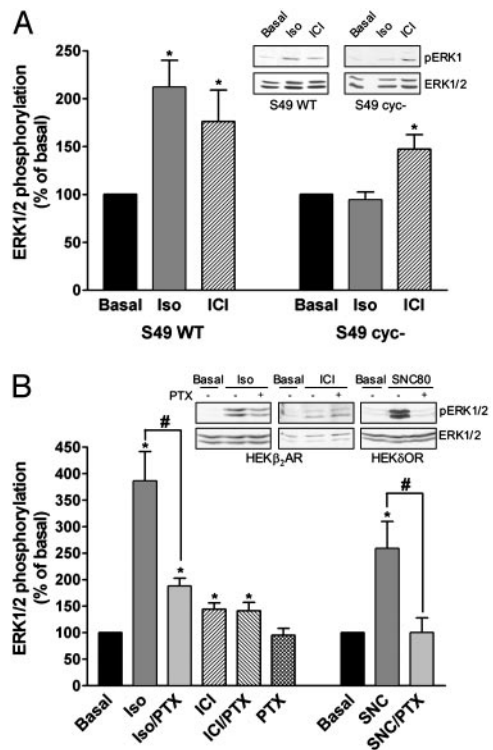 A
ERK1/2 phosphorylation
(% of basal)
250
200
150
100
50
0
*
*
*
Basal Iso ICI
Basal Iso ICI
S49 WT
S49 cyc-
Basal Iso ICI
Basal Iso ICI
pERK1
ERK1/2
S49 WT
S49 cyc-
B
Basal Iso
Basal ICI
Basal SNC80
PTX - - +
- - +
- - +
pERK1/2
ERK1/2
HEKβ2AR
HEKδOR
ERK1/2 phosphorylation
(% of basal)
450
400
350
300
250
200
150
100
50
0
*
#
*
*
*
*
#
Basal
Iso
Iso/PTX
ICI
ICI/PTX
PTX
Basal
SNC
SNC/PTX